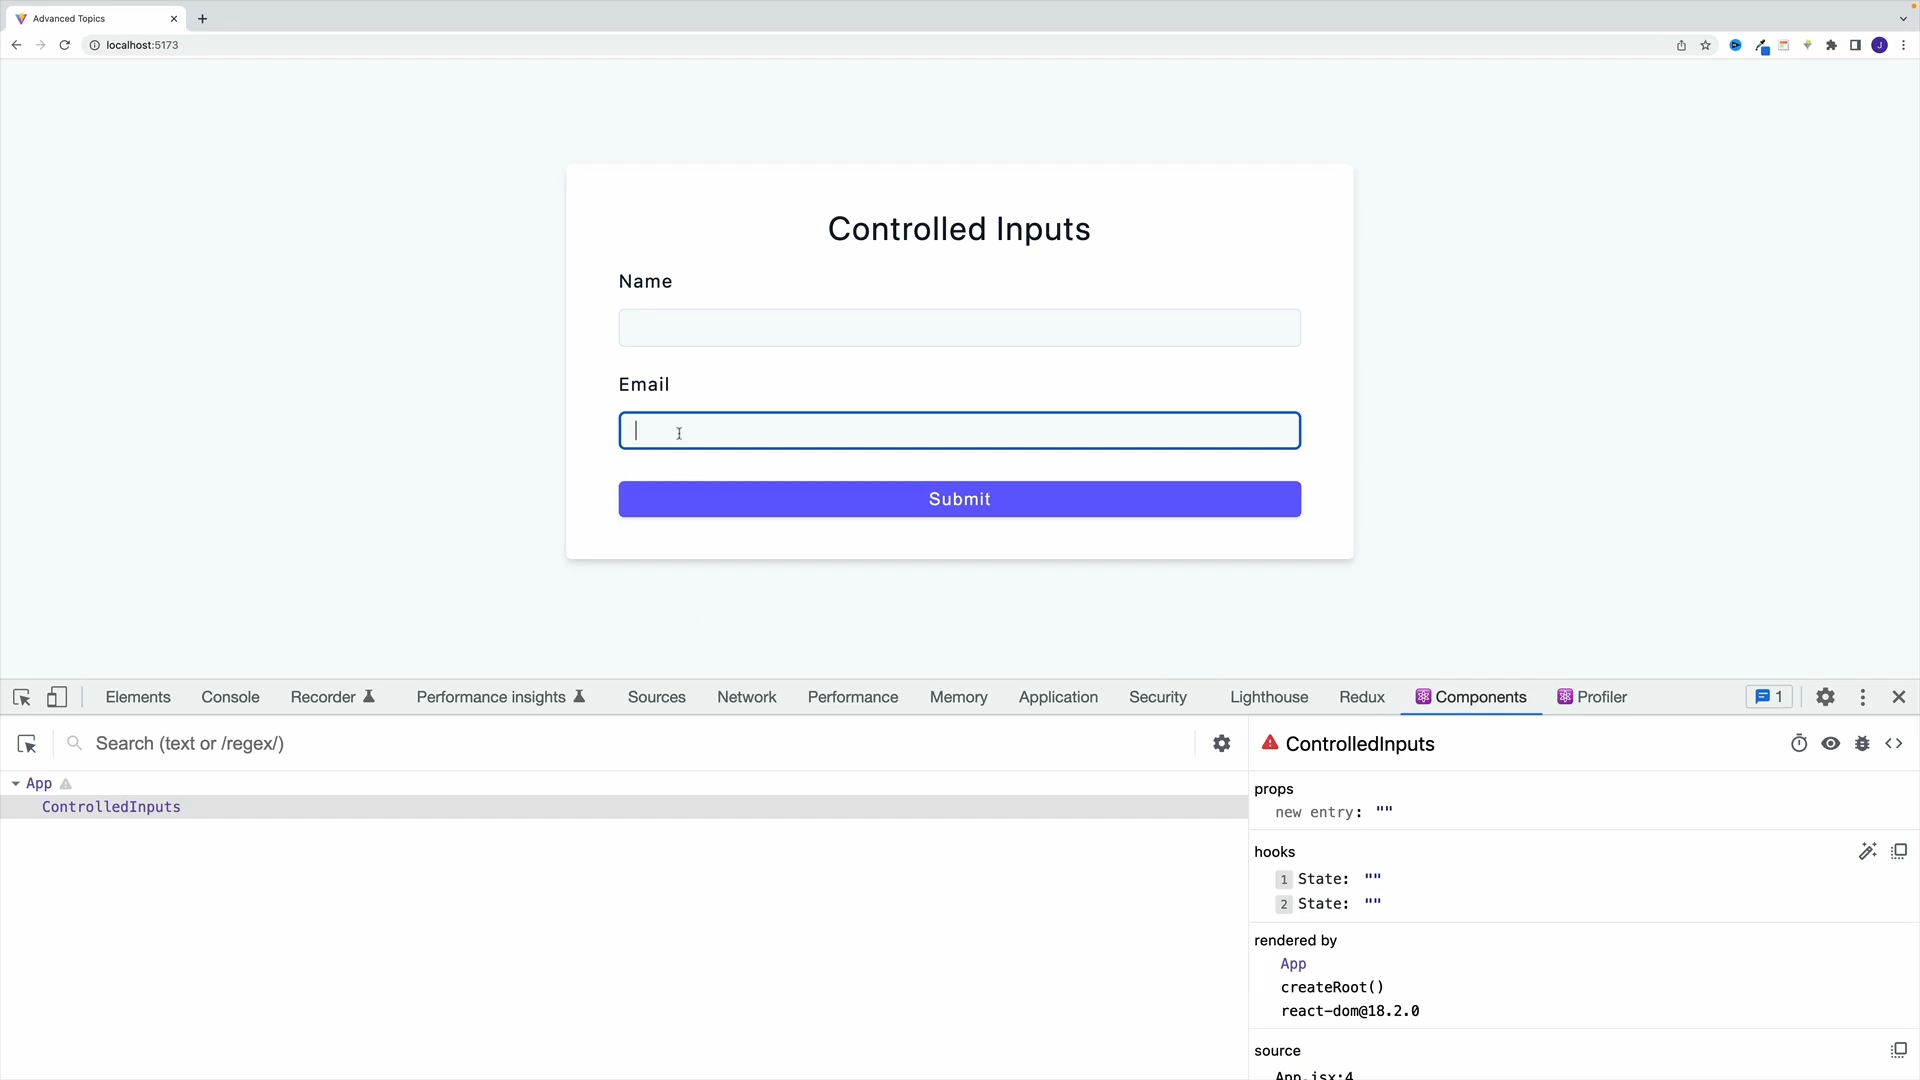 Advanced Topics
localhost:5173
J
Controlled Inputs
Name
Email
Submit
Elements Console Recorder Performance insights Sources Network Performance Memory Application Security Lighthouse Redux Components Profiler 1
Search (text or /regex/)
ControlledInputs
App
ControlledInputs
props
new entry: ""
hooks
1 State: ""
2 State: ""
rendered by
App
createRoot()
react-dom@18.2.0
source
App.jsx:4